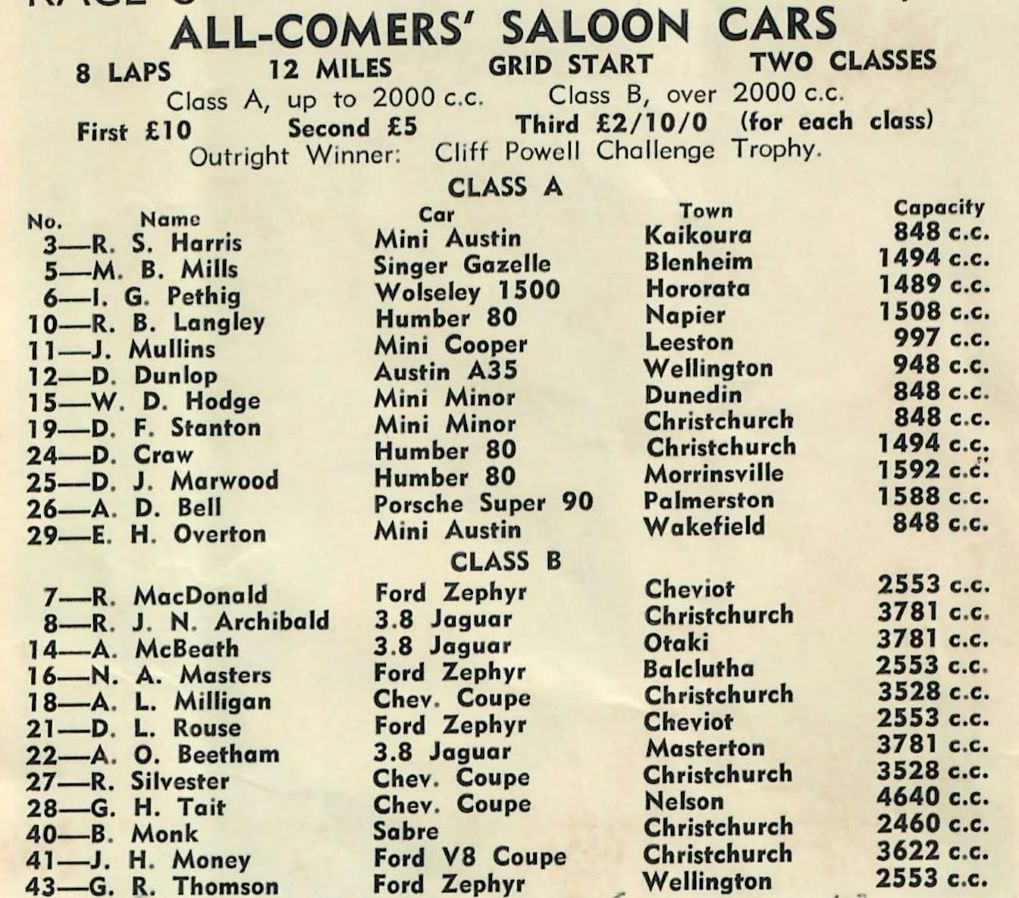 ALL-COMERS' SALOON CARS
8 LAPS 12 MILES GRID START TWO CLASSES
Class A, up to 2000 c.c. Class B, over 2000 c.c.
First £10 Second £5 Third £2/10/0 (for each class)
Outright Winner: Cliff Powell Challenge Trophy.
CLASS A
No. Name Car Town Capacity
3—R. S. Harris Mini Austin Kaikoura 848 c.c.
5—M. B. Mills Singer Gazelle Blenheim 1494 c.c.
6—I. G. Pethig Wolseley 1500 Hororata 1489 c.c.
10—R. B. Langley Humber 80 Napier 1508 c.c.
11—J. Mullins Mini Cooper Leeston 997 c.c.
12—D. Dunlop Austin A35 Wellington 948 c.c.
15—W. D. Hodge Mini Minor Dunedin 848 c.c.
19—D. F. Stanton Mini Minor Christchurch 848 c.c.
24—D. Craw Humber 80 Christchurch 1494 c.c.
25—D. J. Marwood Humber 80 Morrinsville 1592 c.c.
26—A. D. Bell Porsche Super 90 Palmerston 1588 c.c.
29—E. H. Overton Mini Austin Wakefield 848 c.c.
CLASS B
7—R. MacDonald Ford Zephyr Cheviot 2553 c.c.
8—R. J. N. Archibald 3.8 Jaguar Christchurch 3781 c.c.
14—A. McBeath 3.8 Jaguar Otaki 3781 c.c.
16—N. A. Masters Ford Zephyr Balclutha 2553 c.c.
18—A. L. Milligan Chev. Coupe Christchurch 3528 c.c.
21—D. L. Rouse Ford Zephyr Cheviot 2553 c.c.
22—A. O. Beetham 3.8 Jaguar Masterton 3781 c.c.
27—R. Silvester Chev. Coupe Christchurch 3528 c.c.
28—G. H. Tait Chev. Coupe Nelson 4640 c.c.
40—B. Monk Sabre Christchurch 2460 c.c.
41—J. H. Money Ford V8 Coupe Christchurch 3622 c.c.
43—G. R. Thomson Ford Zephyr Wellington 2553 c.c.